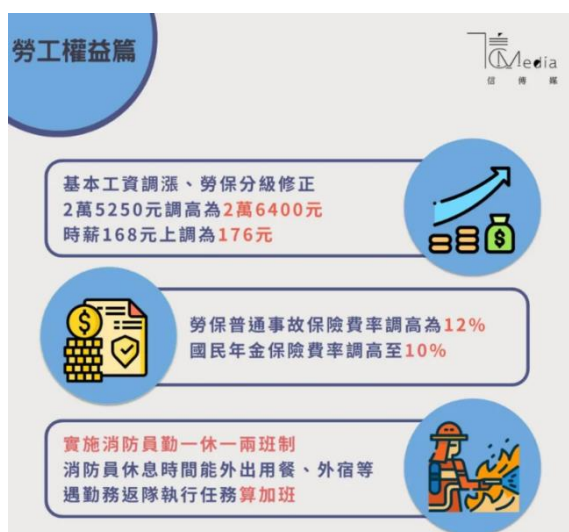 勞工權益篇
CMedia
信傳媒
基本工資調漲、勞保分級修正
2萬5250元調高為2萬6400元
時薪168元上調為176元
勞保普通事故保險費率調高為12%
國民年金保險費率調高至10%
實施消防員勤一休一兩班制
消防員休息時間能外出用餐、外宿等
遇勤務返隊執行任務算加班